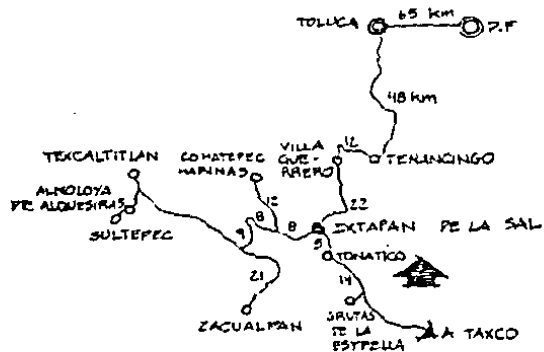 65 km
TOLUCA
D.F
48 km
VILLA
GUE-
RRERO
12
TENANCINGO
TEXCALTITLAN
COHATEPEC
HARINAS
ALMOLOYA
DE ALQUESIRAS
SULTEPEC
12
22
8
8
9
IXTAPAN DE LA SAL
5
TONATICO
21
14
ZACUALPAN
GRUTAS
DE LA
ESTRELLA
A TAXCO